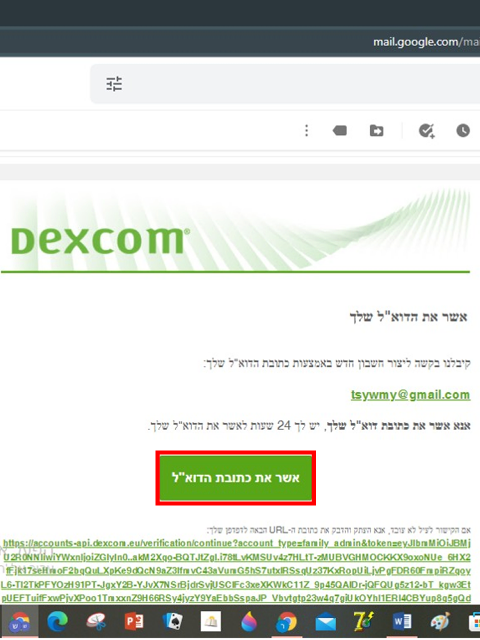 mail.google.com/ma
Dexcom®
אשר את הדוא"ל שלך
קיבלנו בקשה ליצור חשבון חדש באמצעות כתובת הדוא"ל שלך:
tsywmy@gmail.com
אנא אשר את כתובת דוא"ל שלך, יש לך 24 שעות לאשר את הדוא"ל שלך.
אשר את כתובת הדוא"ל
אם הקישור לעיל לא עובד, אנא העתק והדבק את כתובת ה-URL הבאה לדפדפן שלך:
https://accounts-api.dexcom.eu/verification/continue?account_type=family_admin&token=eyJlbmMiOiJBMj